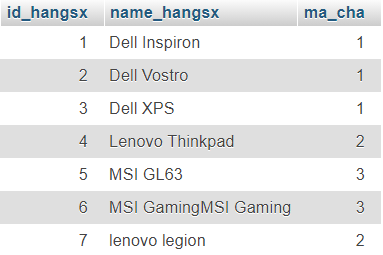 id_hangsx name_hangsx ma_cha
1 Dell Inspiron 1
2 Dell Vostro 1
3 Dell XPS 1
4 Lenovo Thinkpad 2
5 MSI GL63 3
6 MSI GamingMSI Gaming 3
7 lenovo legion 2